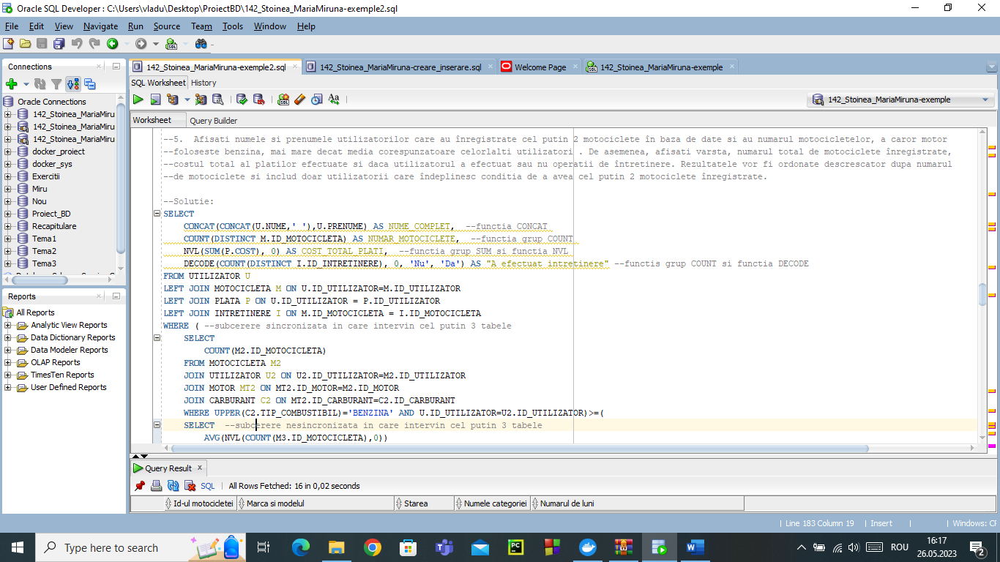 Oracle SQL Developer : C:\Users\vladu\Desktop\ProiectBD\142_Stoinea_MariaMiruna-exemple2.sql
File Edit View Navigate Run Source Team Tools Window Help
Connections
142_Stoinea_MariaMiruna-exemple2.sql
142_Stoinea_MariaMiruna-creare_inserare.sql
Welcome Page
142_Stoinea_MariaMiruna-exemple
SQL Worksheet History
142_Stoinea_MariaMiruna-exemple
Worksheet Query Builder
Oracle Connections
142_Stoinea_MariaMiru
142_Stoinea_MariaMiru
142_Stoinea_MariaMiru
docker_proiect
docker_sys
Exercitii
Miru
Nou
Proiect_BD
Recapitulare
Tema1
Tema2
Tema3
Reports
All Reports
Analytic View Reports
Data Dictionary Reports
Data Modeler Reports
OLAP Reports
TimesTen Reports
User Defined Reports
--5. Afisati numele si prenumele utilizatorilor care au înregistrate cel putin 2 motociclete în baza de date si au numarul motocicletelor, a caror motor
--foloseste benzina, mai mare decat media corespunzatoare celorlalti utilizatori . De asemenea, afisati varsta, numarul total de motociclete înregistrate,
--costul total al platilor efectuate si daca utilizatorul a efectuat sau nu operatii de întretinere. Rezultatele vor fi ordonate descrescator dupa numarul
--de motociclete si includ doar utilizatorii care îndeplinesc conditia de a avea cel putin 2 motociclete înregistrate.
--Solutie:
SELECT
CONCAT(CONCAT(U.NUME,' '),U.PRENUME) AS NUME_COMPLET, --functia CONCAT
COUNT(DISTINCT M.ID_MOTOCICLETA) AS NUMAR_MOTOCICLETE, --functia grup COUNT
NVL(SUM(P.COST), 0) AS COST_TOTAL_PLATI, --functia grup SUM si functia NVL
DECODE(COUNT(DISTINCT I.ID_INTRETINERE), 0, 'Nu', 'Da') AS "A efectuat intretinere" --functis grup COUNT si functia DECODE
FROM UTILIZATOR U
LEFT JOIN MOTOCICLETA M ON U.ID_UTILIZATOR=M.ID_UTILIZATOR
LEFT JOIN PLATA P ON U.ID_UTILIZATOR = P.ID_UTILIZATOR
LEFT JOIN INTRETINERE I ON M.ID_MOTOCICLETA = I.ID_MOTOCICLETA
WHERE ( --subcerere sincronizata in care intervin cel putin 3 tabele
SELECT
COUNT(M2.ID_MOTOCICLETA)
FROM MOTOCICLETA M2
JOIN UTILIZATOR U2 ON U2.ID_UTILIZATOR=M2.ID_UTILIZATOR
JOIN MOTOR MT2 ON MT2.ID_MOTOR=M2.ID_MOTOR
JOIN CARBURANT C2 ON MT2.ID_CARBURANT=C2.ID_CARBURANT
WHERE UPPER(C2.TIP_COMBUSTIBIL)='BENZINA' AND U.ID_UTILIZATOR=U2.ID_UTILIZATOR)>=(
SELECT --subcerere nesincronizata in care intervin cel putin 3 tabele
AVG(NVL(COUNT(M3.ID_MOTOCICLETA),0))
Query Result
SQL | All Rows Fetched: 16 in 0,02 seconds
Id-ul motocicletei Marca si modelul Starea Numele categoriei Numarul de luni
Line 183 Column 19 | Insert | Windows: CR
Type here to search
ROU
16:17
26.05.2023
2